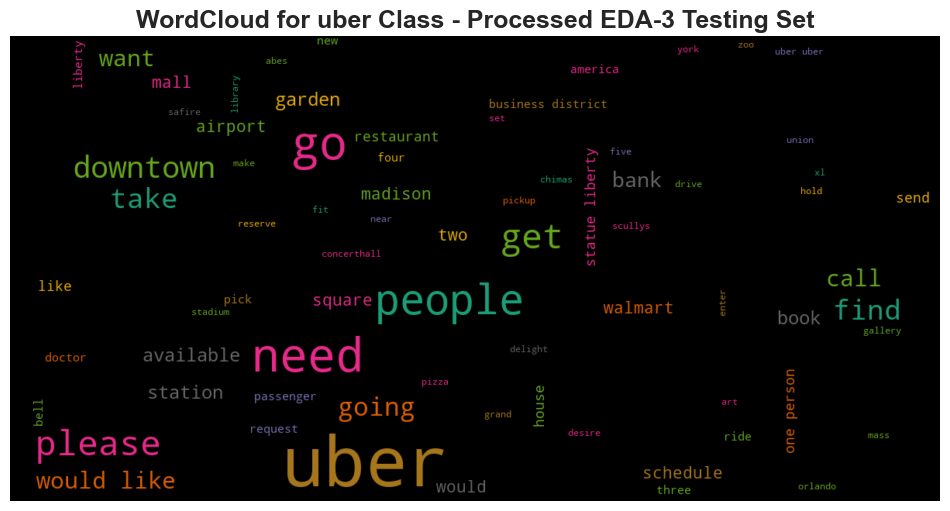 WordCloud for uber Class - Processed EDA-3 Testing Set
new
york
zoo
uber uber
liberty
want
abes
america
mall
library
garden
business district
safire
set
airport
go
restaurant
union
four
five
statue liberty
downtown
make
chimas
bank
drive
xl
take
madison
hold
send
fit
pickup
reserve
near
scullys
two
get
concerthall
like
call
pick
square
people
walmart
enter
book
find
stadium
gallery
doctor
available
need
delight
station
passenger
pizza
house
one person
bell
going
grand
art
request
desire
ride
mass
please
uber
schedule
would like
would
three
orlando